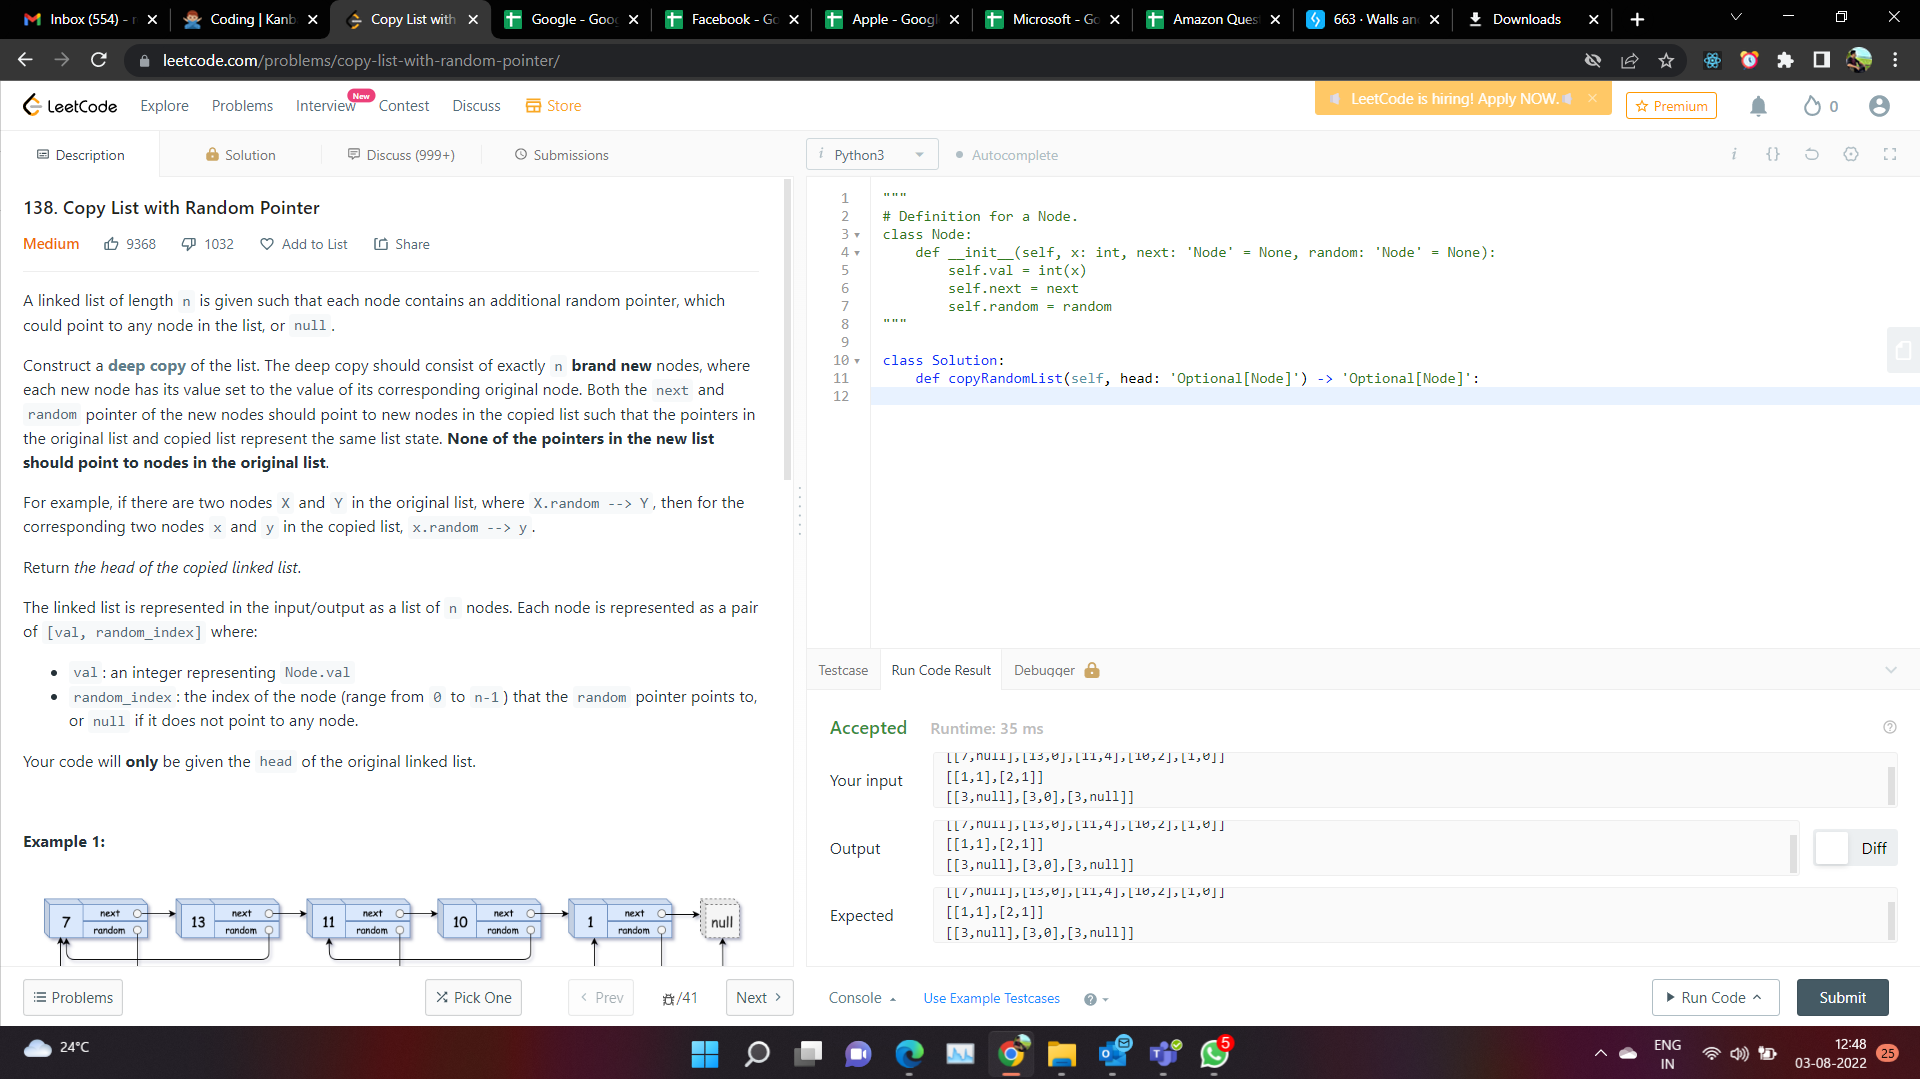 Inbox (554) -
Coding | Kanb
Copy List with
Google - Goo
Facebook - Go
Apple - Googl
Microsoft - Go
Amazon Ques
663 · Walls an
Downloads
leetcode.com/problems/copy-list-with-random-pointer/
LeetCode
Explore
Problems
Interview
New
Contest
Discuss
Store
LeetCode is hiring! Apply NOW.
Premium
0
Description
Solution
Discuss (999+)
Submissions
i Python3
Autocomplete
i {}
138. Copy List with Random Pointer
Medium
9368
1032
Add to List
Share
A linked list of length n is given such that each node contains an additional random pointer, which
could point to any node in the list, or null.
Construct a deep copy of the list. The deep copy should consist of exactly n brand new nodes, where
each new node has its value set to the value of its corresponding original node. Both the next and
random pointer of the new nodes should point to new nodes in the copied list such that the pointers in
the original list and copied list represent the same list state. None of the pointers in the new list
should point to nodes in the original list.
For example, if there are two nodes X and Y in the original list, where X.random --> Y, then for the
corresponding two nodes x and y in the copied list, x.random --> y.
Return the head of the copied linked list.
The linked list is represented in the input/output as a list of n nodes. Each node is represented as a pair
of [val, random_index] where:
• val: an integer representing Node.val
• random_index: the index of the node (range from 0 to n-1) that the random pointer points to,
or null if it does not point to any node.
Your code will only be given the head of the original linked list.
Example 1:
7 next random
13 next random
11 next random
10 next random
1 next random
null
1 """
2 # Definition for a Node.
3 class Node:
4 def __init__(self, x: int, next: 'Node' = None, random: 'Node' = None):
5 self.val = int(x)
6 self.next = next
7 self.random = random
8 """
9
10 class Solution:
11 def copyRandomList(self, head: 'Optional[Node]') -> 'Optional[Node]':
12
Testcase
Run Code Result
Debugger
Accepted
Runtime: 35 ms
Your input
[[7,null],[13,0],[11,4],[10,2],[1,0]]
[[1,1],[2,1]]
[[3,null],[3,0],[3,null]]
Output
[[7,null],[13,0],[11,4],[10,2],[1,0]]
[[1,1],[2,1]]
[[3,null],[3,0],[3,null]]
Diff
Expected
[[7,null],[13,0],[11,4],[10,2],[1,0]]
[[1,1],[2,1]]
[[3,null],[3,0],[3,null]]
Problems
Pick One
Prev
/41
Next
Console
Use Example Testcases
Run Code
Submit
24°C
5
ENG
IN
12:48
03-08-2022
25